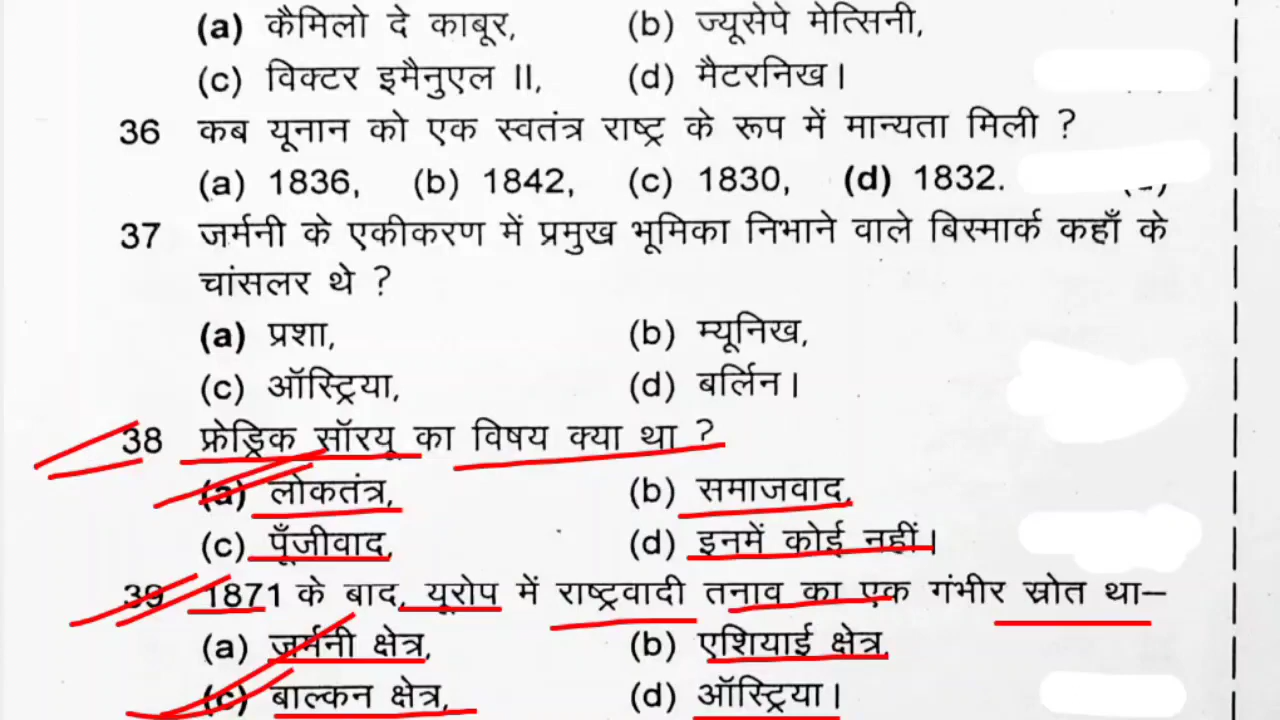 (a) कैमिलो दे काबूर, (b) ज्यूसेपे मेत्सिनी,
(c) विक्टर इमैनुएल II, (d) मैटरनिख।
36 कब यूनान को एक स्वतंत्र राष्ट्र के रूप में मान्यता मिली ?
(a) 1836, (b) 1842, (c) 1830, (d) 1832.
37 जर्मनी के एकीकरण में प्रमुख भूमिका निभाने वाले बिस्मार्क कहाँ के
चांसलर थे ?
(a) प्रशा, (b) म्यूनिख,
(c) ऑस्ट्रिया, (d) बर्लिन।
38 फ्रेड्रिक सॉरयू का विषय क्या था ?
(a) लोकतंत्र, (b) समाजवाद,
(c) पूँजीवाद, (d) इनमें कोई नहीं।
39 1871 के बाद, यूरोप में राष्ट्रवादी तनाव का एक गंभीर स्रोत था–
(a) जर्मनी क्षेत्र, (b) एशियाई क्षेत्र,
(c) बाल्कन क्षेत्र, (d) ऑस्ट्रिया।